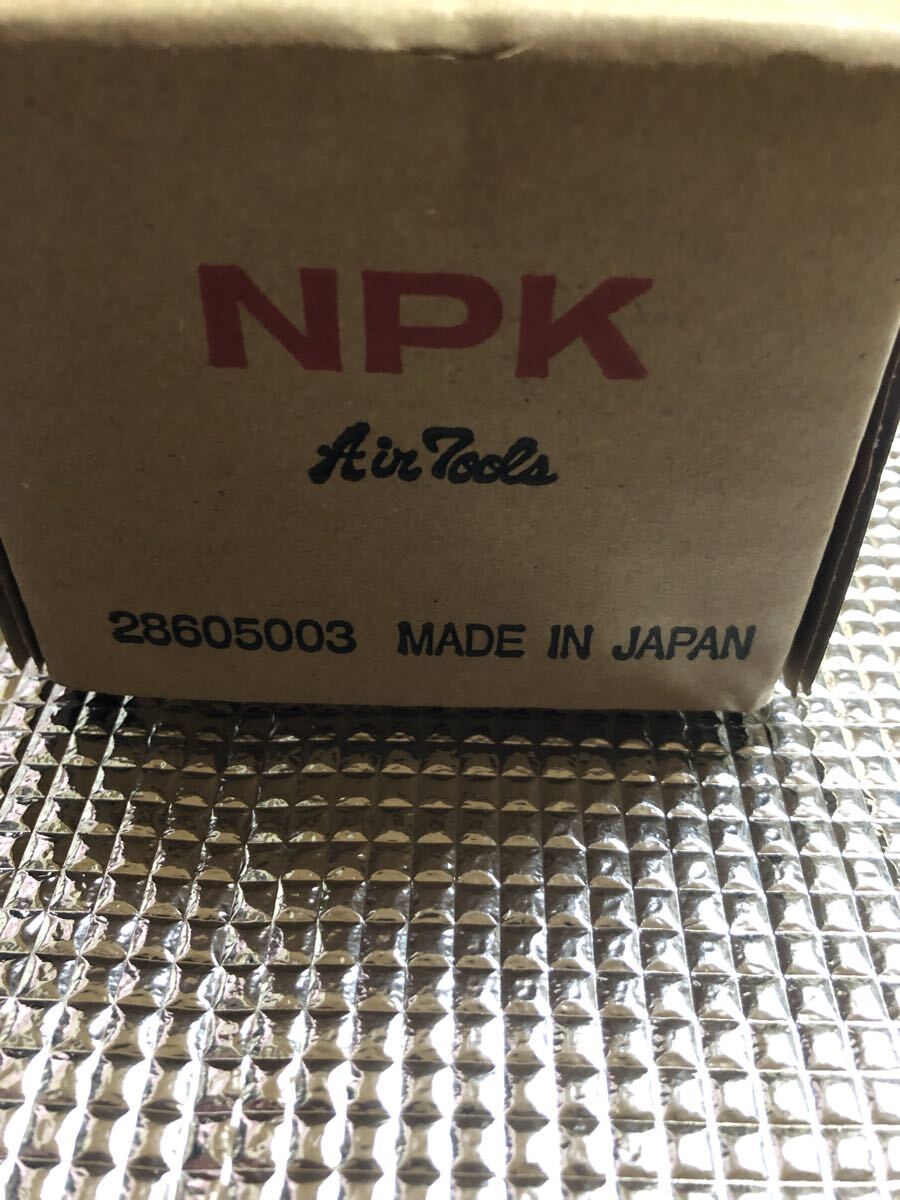 NPK
Air Tools
28605003 MADE IN JAPAN